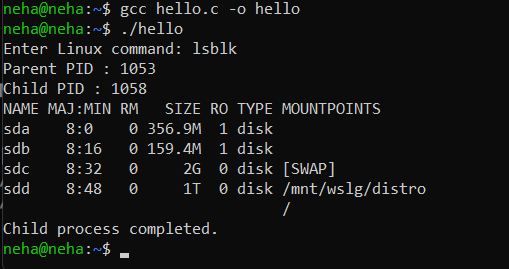 neha@neha:~$ gcc hello.c -o hello
neha@neha:~$ ./hello
Enter Linux command: lsblk
Parent PID : 1053
Child PID : 1058
NAME MAJ:MIN RM   SIZE RO TYPE MOUNTPOINTS
sda    8:0    0 356.9M  1 disk
sdb    8:16   0 159.4M  1 disk
sdc    8:32   0     2G  0 disk [SWAP]
sdd    8:48   0     1T  0 disk /mnt/wslg/distro
                               /
Child process completed.
neha@neha:~$